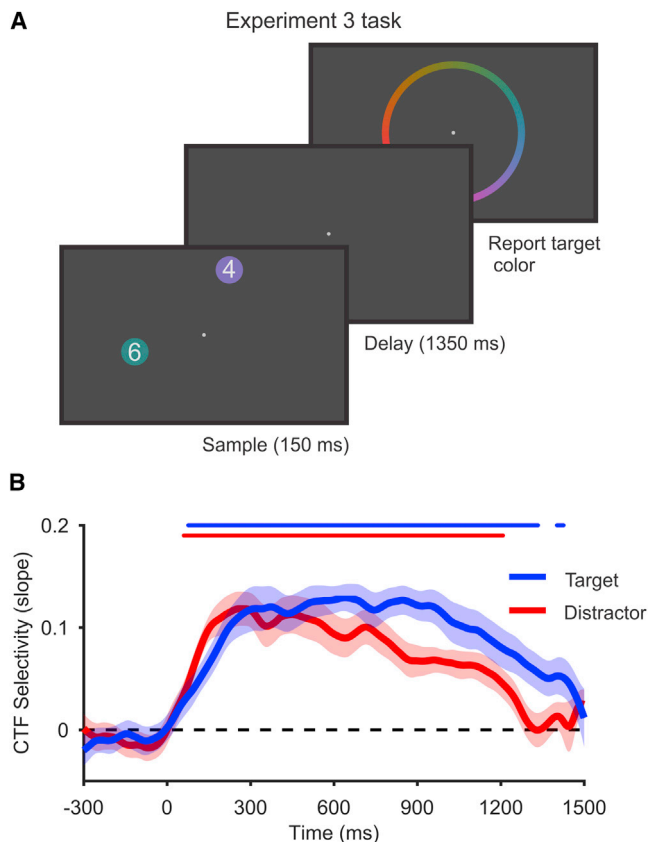 A
Experiment 3 task
4
6
Report target
color
Delay (1350 ms)
Sample (150 ms)
B
CTF Selectivity (slope)
0.2
0.1
0
Target
Distractor
-300
0
300
600
900
1200
1500
Time (ms)